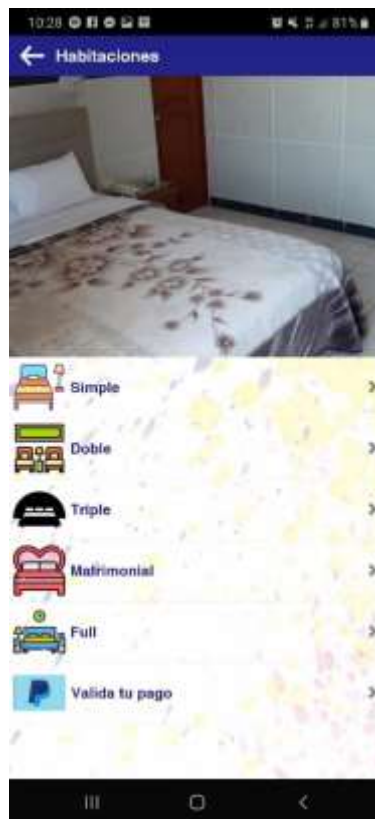 10:28
81%
Habitaciones
Simple
Doble
Triple
Matrimonial
Full
Valida tu pago